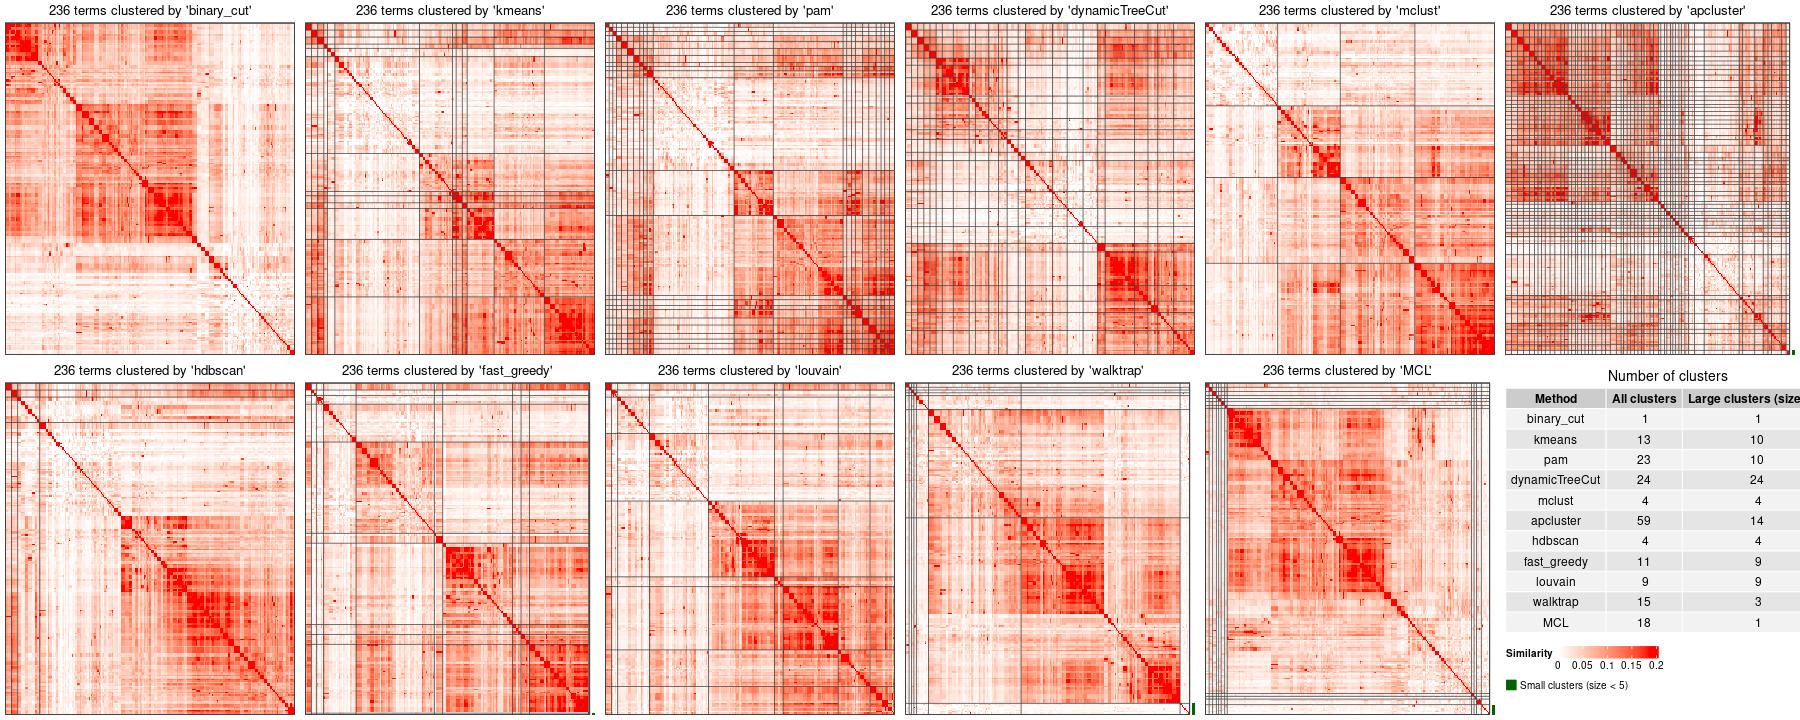 236 terms clustered by 'binary_cut'
236 terms clustered by 'kmeans'
236 terms clustered by 'pam'
236 terms clustered by 'dynamicTreeCut'
236 terms clustered by 'mclust'
236 terms clustered by 'apcluster'
236 terms clustered by 'hdbscan'
236 terms clustered by 'fast_greedy'
236 terms clustered by 'louvain'
236 terms clustered by 'walktrap'
236 terms clustered by 'MCL'
Number of clusters
Method All clusters Large clusters (size
binary_cut 1 1
kmeans 13 10
pam 23 10
dynamicTreeCut 24 24
mclust 4 4
apcluster 59 14
hdbscan 4 4
fast_greedy 11 9
louvain 9 9
walktrap 15 3
MCL 18 1
Similarity
0 0.05 0.1 0.15 0.2
Small clusters (size < 5)